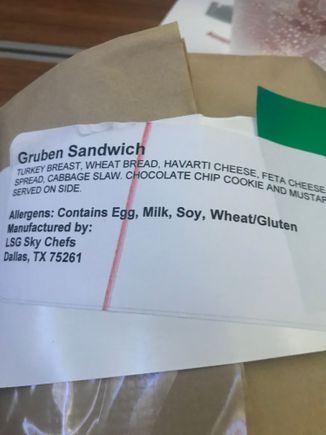 Gruben Sandwich
TURKEY BREAST, WHEAT BREAD, HAVARTI CHEESE, FETA CHEESE
SPREAD, CABBAGE SLAW. CHOCOLATE CHIP COOKIE AND MUSTAR
SERVED ON SIDE.
Allergens: Contains Egg, Milk, Soy, Wheat/Gluten
Manufactured by:
LSG Sky Chefs
Dallas, TX 75261